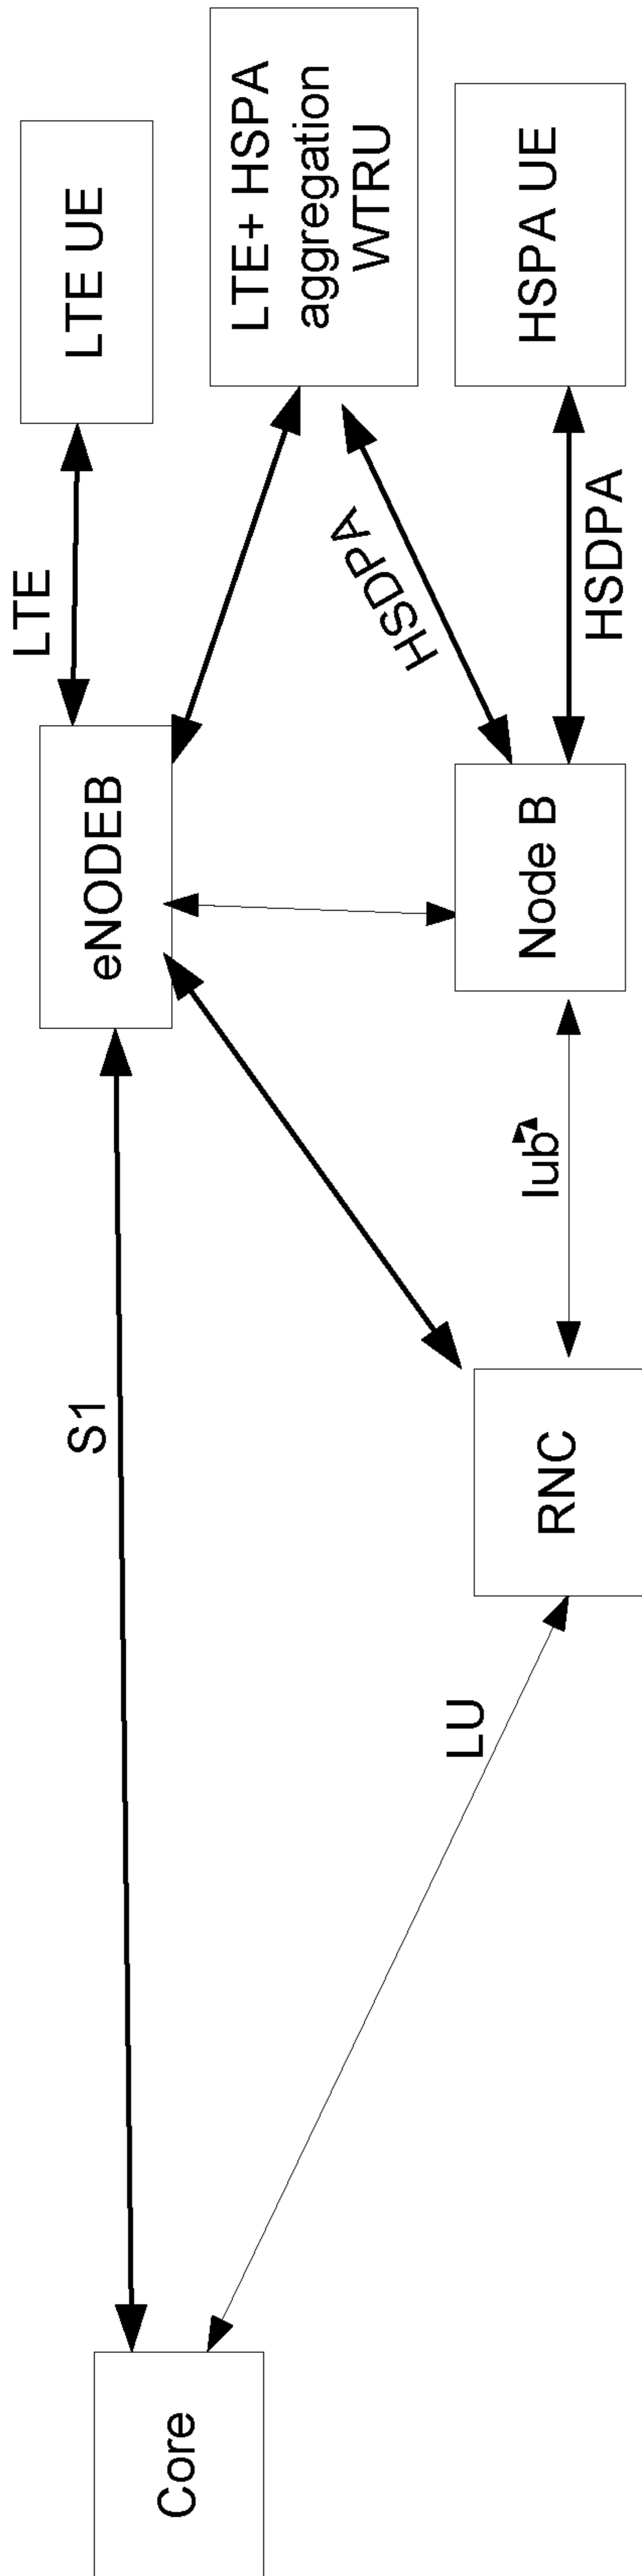 LTE UE
LTE+ HSPA
aggregation
WTRU
HSPA UE
LTE
HSDPA
HSDPA
eNODEB
Node B
Iub
S1
RNC
LU
Core